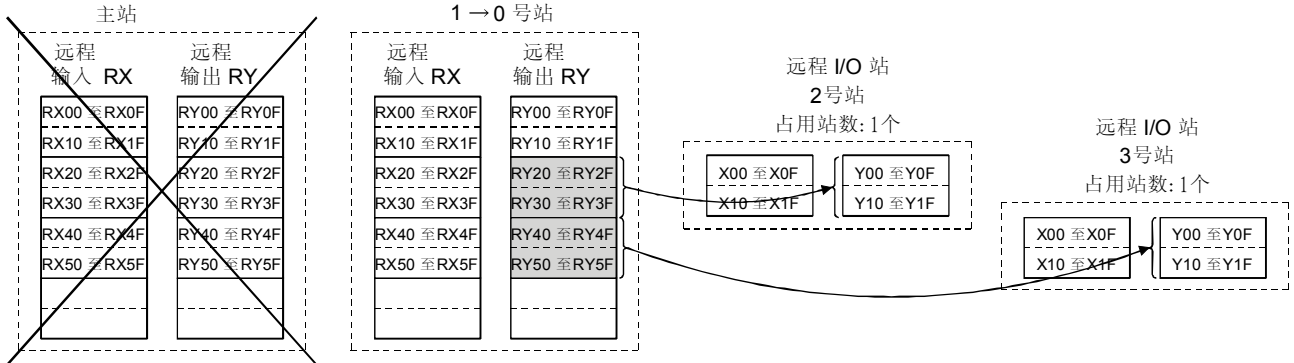 主站
远程
输入 RX
远程
输出 RY
RX00 至RX0F
RX10 至RX1F
RX20 至RX2F
RX30 至RX3F
RX40 至RX4F
RX50 至RX5F
RY00 至RY0F
RY10 至RY1F
RY20 至RY2F
RY30 至RY3F
RY40 至RY4F
RY50 至RY5F
1→0 号站
远程
输入 RX
远程
输出 RY
RX00 至RX0F
RX10 至RX1F
RX20 至RX2F
RX30 至RX3F
RX40 至RX4F
RX50 至RX5F
RY00 至RY0F
RY10 至RY1F
RY20 至RY2F
RY30 至RY3F
RY40 至RY4F
RY50 至RY5F
远程 I/O 站
2号站
占用站数:1个
X00 至X0F
X10 至X1F
Y00 至Y0F
Y10 至Y1F
远程 I/O 站
3号站
占用站数:1个
X00 至X0F
X10 至X1F
Y00 至Y0F
Y10 至Y1F